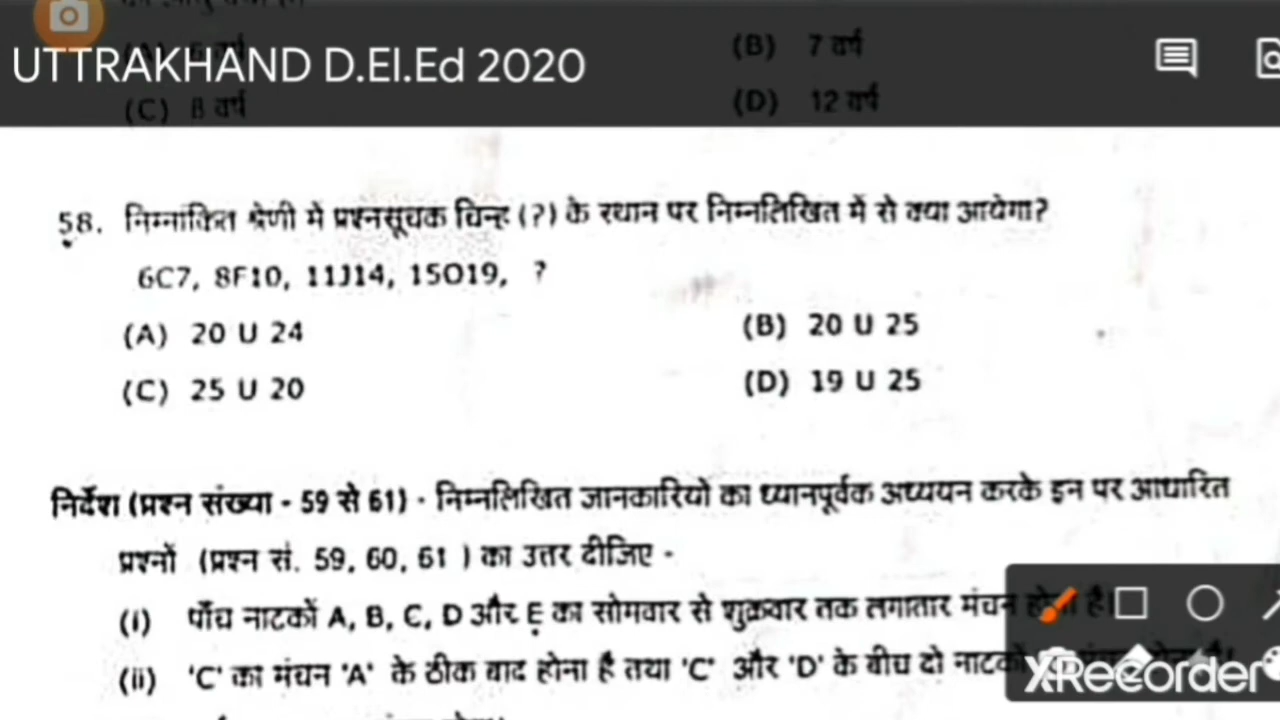 UTTRAKHAND D.El.Ed 2020
(B) 7 वर्ष
(C) 8 वर्ष (D) 12 वर्ष
58. निम्नांकित श्रेणी में प्रश्नसूचक चिन्ह (?) के स्थान पर निम्नलिखित में से क्या आयेगा?
6C7, 8F10, 11J14, 15O19, ?
(A) 20 U 24 (B) 20 U 25
(C) 25 U 20 (D) 19 U 25
निर्देश (प्रश्न संख्या - 59 से 61) - निम्नलिखित जानकारियो का ध्यानपूर्वक अध्ययन करके इन पर आधारित
प्रश्नों (प्रश्न सं. 59, 60, 61 ) का उत्तर दीजिए -
(i) पाँच नाटकों A, B, C, D और E का सोमवार से शुक्रवार तक लगातार मंचन होना है।
(ii) 'C' का मंचन 'A' के ठीक बाद होना है तथा 'C' और 'D' के बीच दो नाटकों
XRecorder